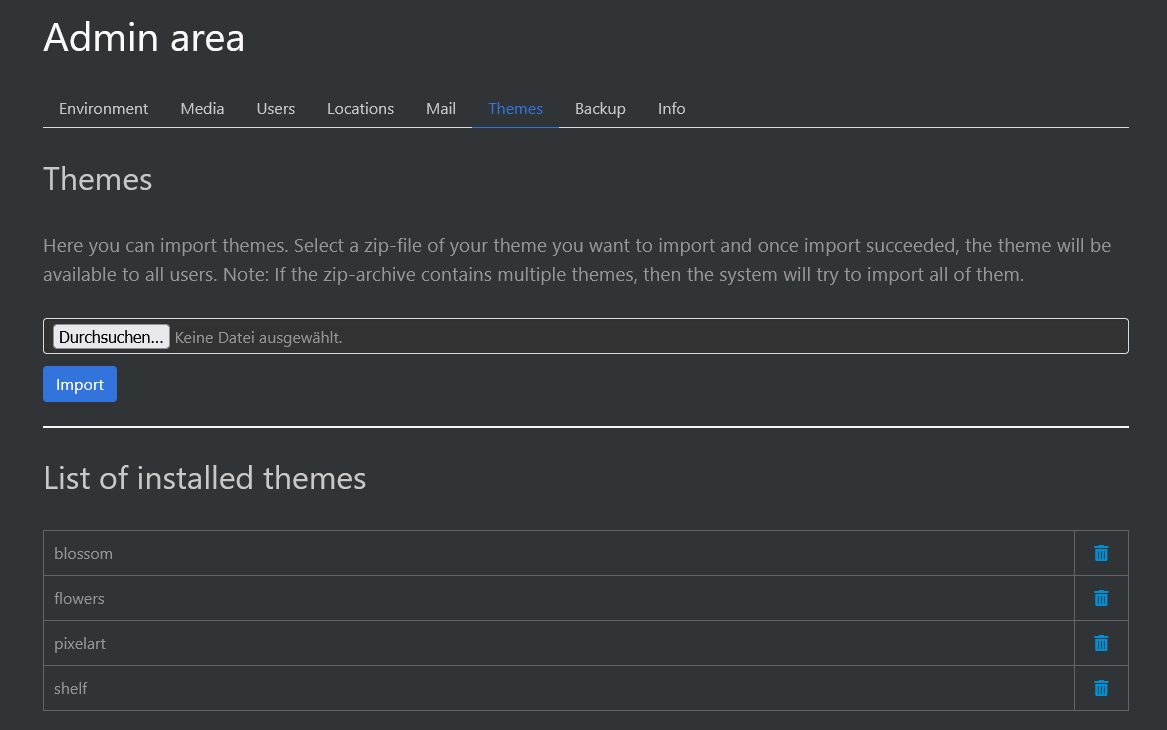 Admin area
Environment Media Users Locations Mail Themes Backup Info
Themes
Here you can import themes. Select a zip-file of your theme you want to import and once import succeeded, the theme will be
available to all users. Note: If the zip-archive contains multiple themes, then the system will try to import all of them.
Durchsuchen... Keine Datei ausgewählt.
Import
List of installed themes
blossom
flowers
pixelart
shelf